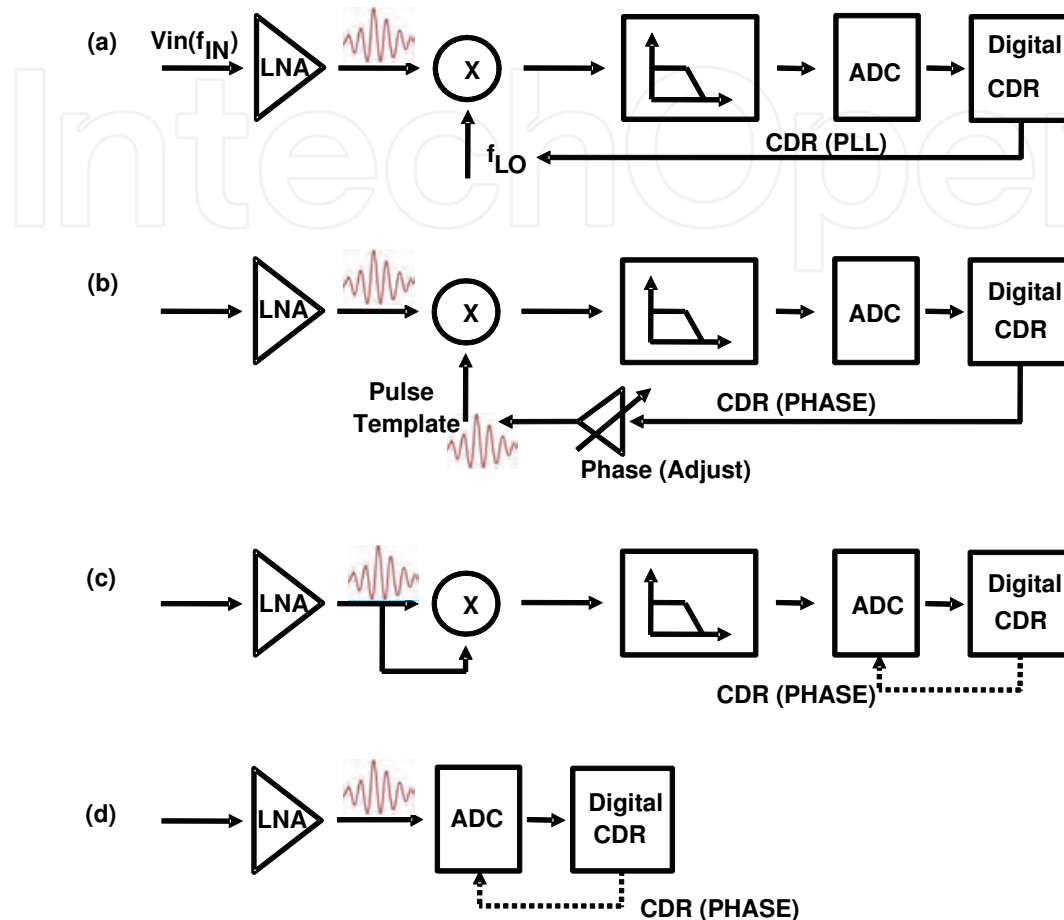 (a)
Vin(fIN)
LNA
X
fLO
ADC
Digital
CDR
CDR (PLL)
IntechOpen
(b)
LNA
X
Pulse
Template
Phase (Adjust)
CDR (PHASE)
ADC
Digital
CDR
(c)
LNA
X
ADC
Digital
CDR
CDR (PHASE)
(d)
LNA
ADC
Digital
CDR
CDR (PHASE)